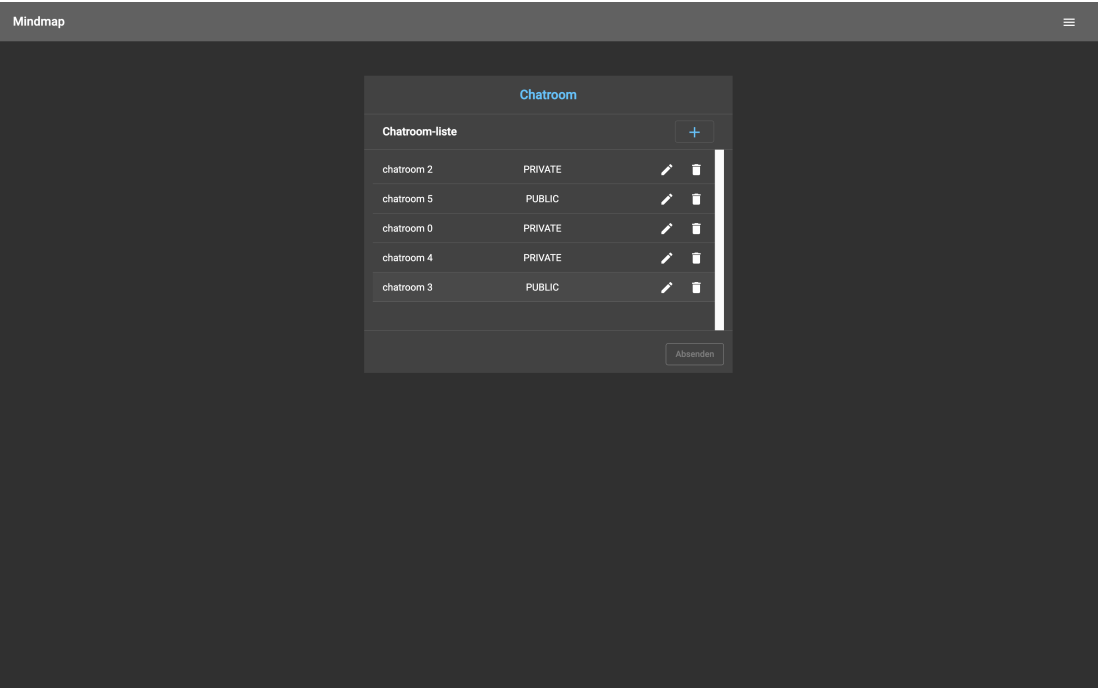 Mindmap
Chatroom
Chatroom-liste
chatroom 2 PRIVATE
chatroom 5 PUBLIC
chatroom 0 PRIVATE
chatroom 4 PRIVATE
chatroom 3 PUBLIC
Absenden